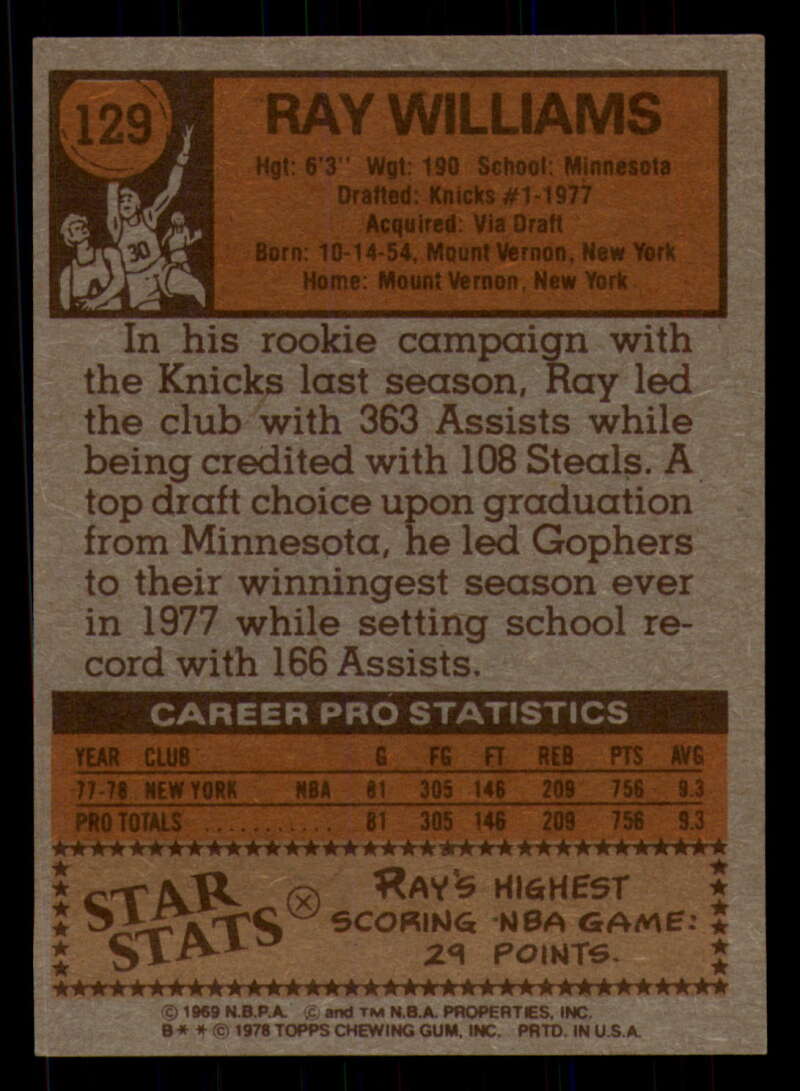 129
RAY WILLIAMS
Hgt: 6'3" Wgt: 190 School: Minnesota
Drafted: Knicks #1-1977
Acquired: Via Draft
Born: 10-14-54, Mount Vernon, New York
Home: Mount Vernon, New York
30
In his rookie campaign with
the Knicks last season, Ray led
the club with 363 Assists while
being credited with 108 Steals. A
top draft choice upon graduation
from Minnesota, he led Gophers
to their winningest season ever
in 1977 while setting school re-
cord with 166 Assists.
CAREER PRO STATISTICS
YEAR CLUB G FG FT REB PTS AVG
77-78 NEW YORK NBA 81 305 146 209 756 9.3
PRO TOTALS ........... 81 305 146 209 756 9.3
STAR STATS
RAY'S HIGHEST
SCORING NBA GAME:
29 POINTS.
© 1969 N.B.P.A. © and TM N.B.A. PROPERTIES, INC.
B* * © 1978 TOPPS CHEWING GUM, INC. PRTD. IN U.S.A.